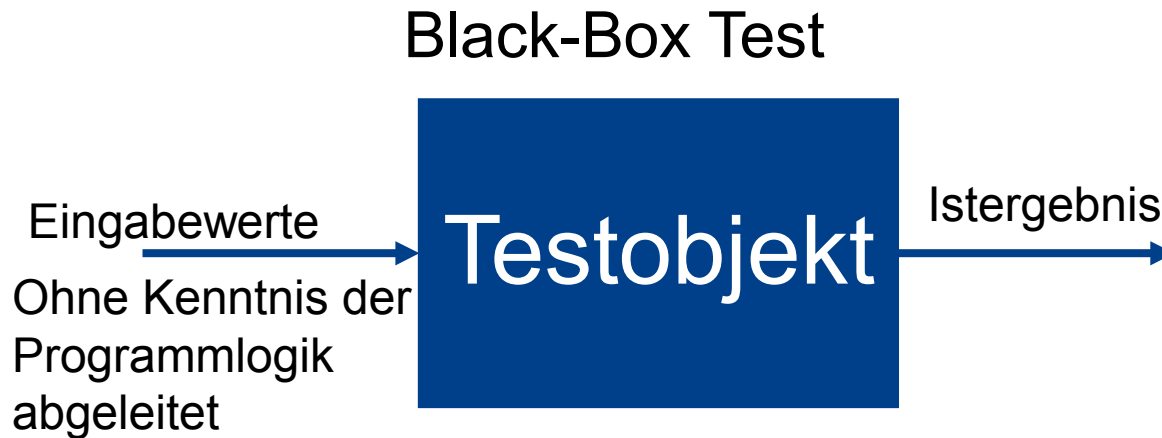 Black-Box Test
Eingabewerte
Ohne Kenntnis der
Programmlogik
abgeleitet
Testobjekt
Istergebnis